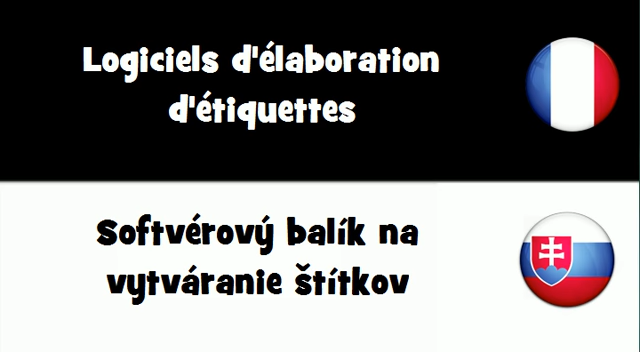 Logiciels d'élaboration
d'étiquettes
Softvérový balík na
vytváranie štítkov